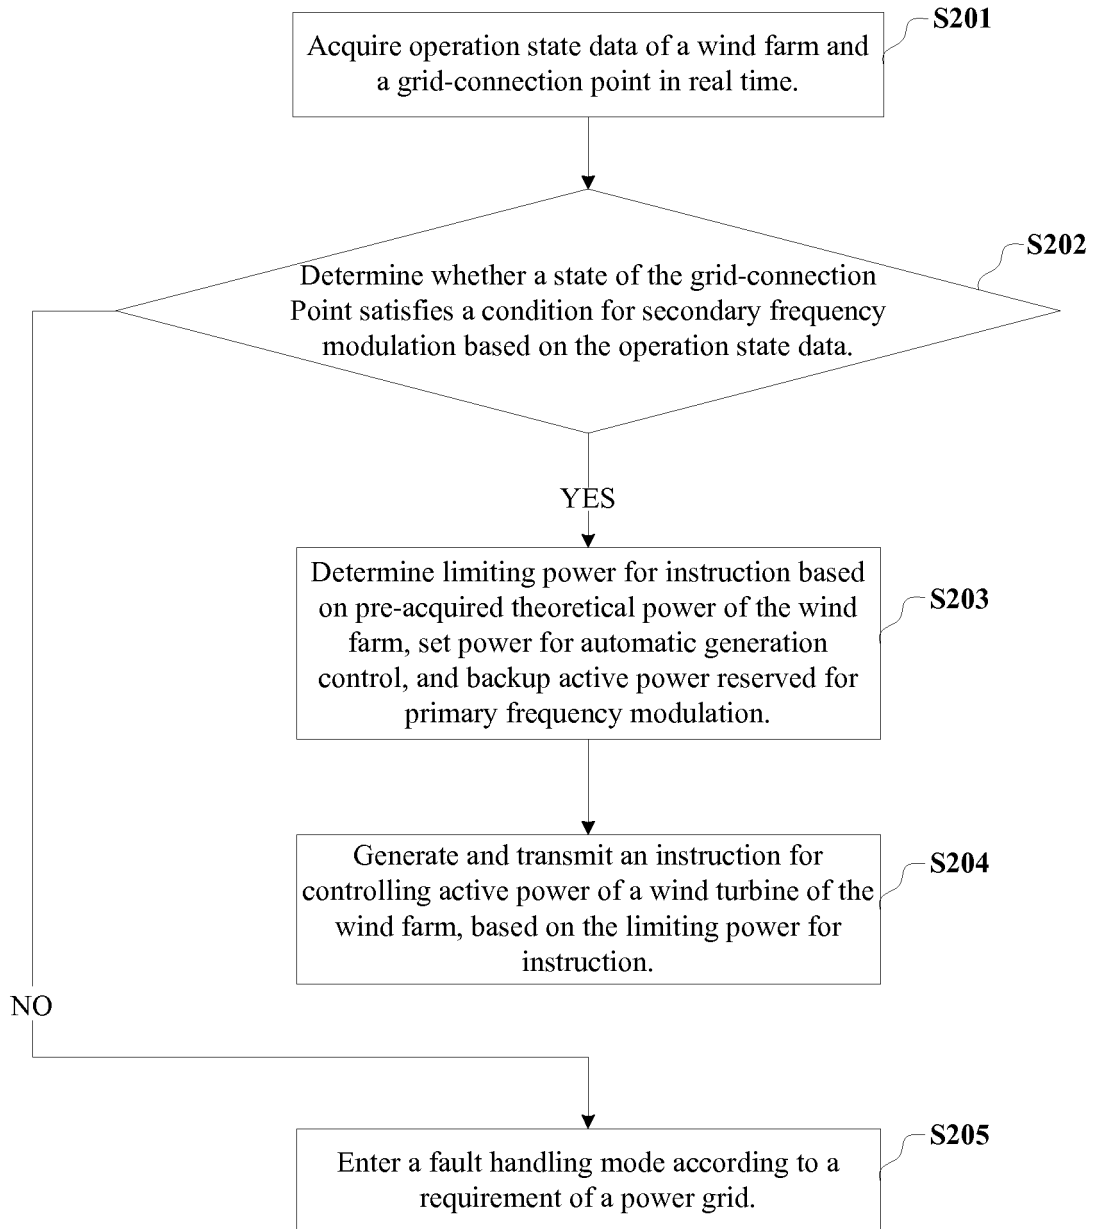 S201
Acquire operation state data of a wind farm and
a grid-connection point in real time.
S202
Determine whether a state of the grid-connection
Point satisfies a condition for secondary frequency
modulation based on the operation state data.
YES
S203
Determine limiting power for instruction based
on pre-acquired theoretical power of the wind
farm, set power for automatic generation
control, and backup active power reserved for
primary frequency modulation.
S204
Generate and transmit an instruction for
controlling active power of a wind turbine of the
wind farm, based on the limiting power for
instruction.
NO
S205
Enter a fault handling mode according to a
requirement of a power grid.